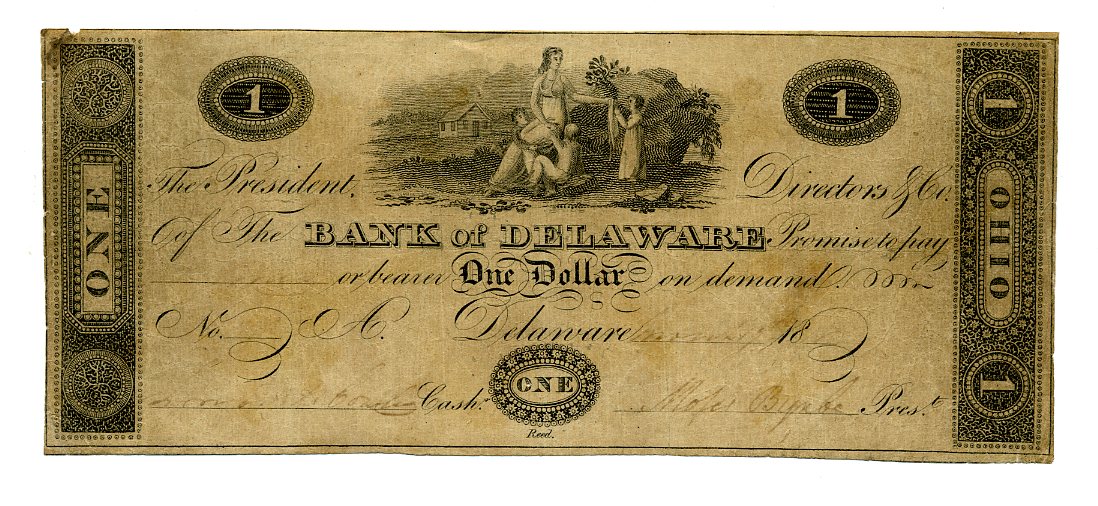 1 1
The President, Directors & Co.
Of The BANK of DELAWARE Promise to pay
or bearer One Dollar on demand
No. A. Delaware 18
Cash.r ONE Pres.t
Reed.
ONE
1 OHIO 1